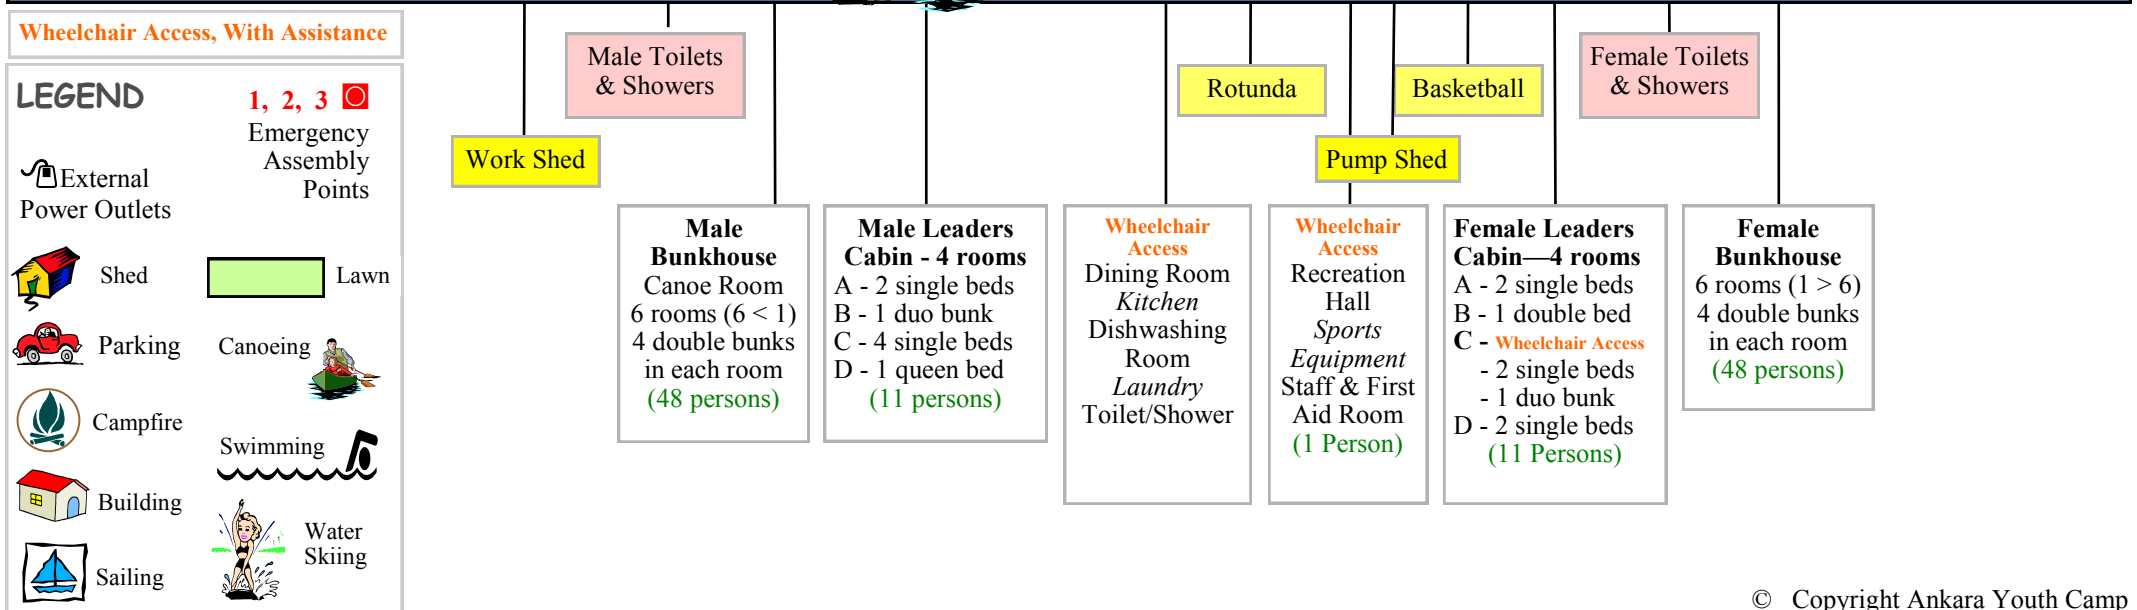 Wheelchair Access, With Assistance
LEGEND
1, 2, 3
Emergency
Assembly
Points
External
Power Outlets
Shed
Lawn
Parking
Canoeing
Campfire
Swimming
Building
Water
Skiing
Sailing
Male Toilets
& Showers
Work Shed
Rotunda
Basketball
Pump Shed
Female Toilets
& Showers
Male
Bunkhouse
Canoe Room
6 rooms (6 < 1)
4 double bunks
in each room
(48 persons)
Male Leaders
Cabin - 4 rooms
A - 2 single beds
B - 1 duo bunk
C - 4 single beds
D - 1 queen bed
(11 persons)
Wheelchair
Access
Dining Room
Kitchen
Dishwashing
Room
Laundry
Toilet/Shower
Wheelchair
Access
Recreation
Hall
Sports
Equipment
Staff & First
Aid Room
(1 Person)
Female Leaders
Cabin—4 rooms
A - 2 single beds
B - 1 double bed
C - Wheelchair Access
- 2 single beds
- 1 duo bunk
D - 2 single beds
(11 Persons)
Female
Bunkhouse
6 rooms (1 > 6)
4 double bunks
in each room
(48 persons)
© Copyright Ankara Youth Camp